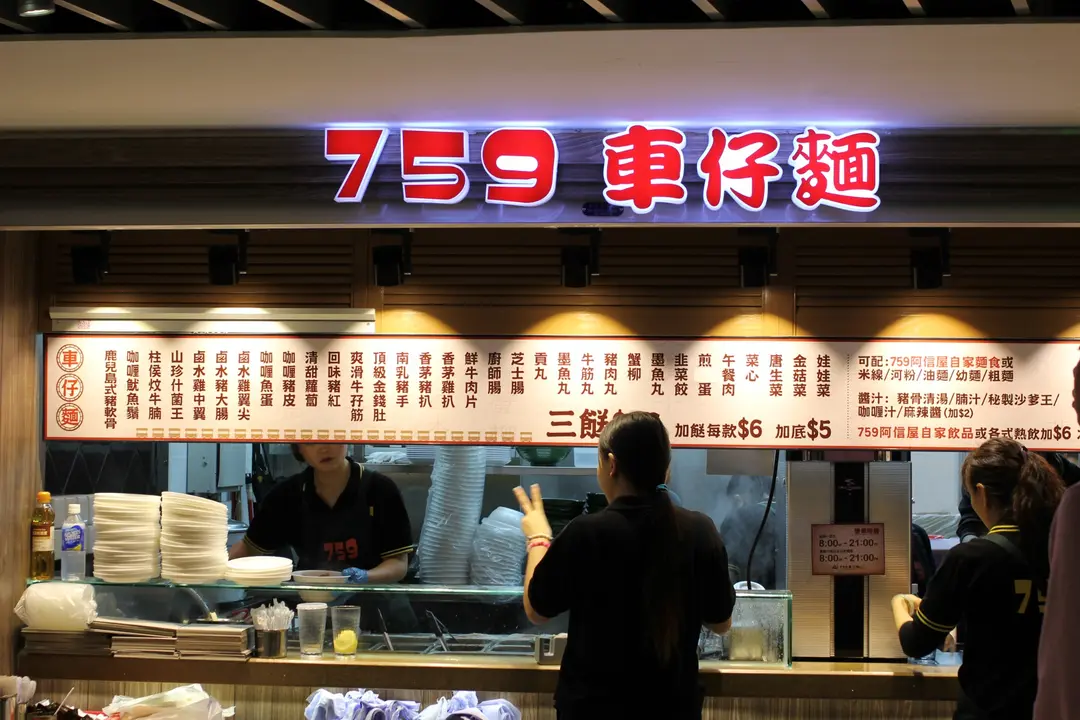 759 車仔麵
車仔麵
鹿兒島式豬軟骨
咖喱魷魚鬚
柱侯炆牛腩
山珍什菌王
鹵水雞中翼
鹵水豬大腸
鹵水雞翼尖
咖喱魚蛋
咖喱豬皮
清甜蘿蔔
回味豬紅
爽滑牛孖筋
頂級金錢肚
南乳豬手
香茅豬扒
香茅雞扒
鮮牛肉片
廚師腸
芝士腸
貢丸
墨魚丸
牛筋丸
豬肉丸
蟹柳
墨魚丸
韭菜餃
煎蛋
午餐肉
菜心
唐生菜
金菇菜
娃娃菜
三餸
加餸每款$6 加底$5
可配:759阿信屋自家麵食或
米線/河粉/油麵/幼麵/粗麵
醬汁: 豬骨清湯/腩汁/秘製沙爹王/
咖喱汁/麻辣醬(加$2)
759阿信屋自家飲品或各式熱飲加$6
8:00 - 21:00
8:00 - 21:00
759